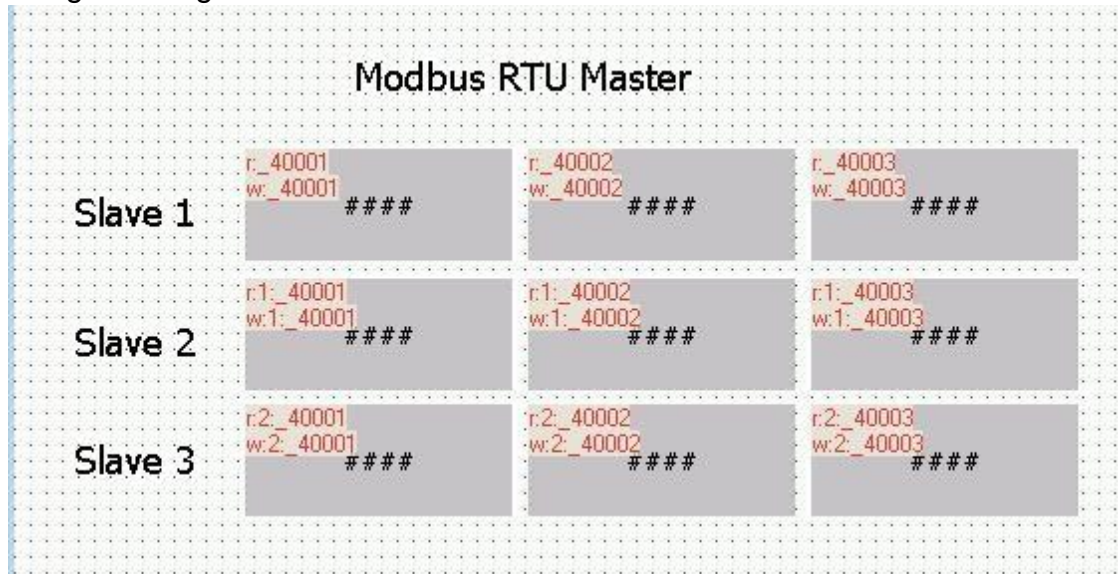 Modbus RTU Master
r:_40001 r:_40002 r:_40003
w:_40001 w:_40002 w:_40003
Slave 1 #### #### ####
r:1:_40001 r:1:_40002 r:1:_40003
w:1:_40001 w:1:_40002 w:1:_40003
Slave 2 #### #### ####
r:2:_40001 r:2:_40002 r:2:_40003
w:2:_40001 w:2:_40002 w:2:_40003
Slave 3 #### #### ####